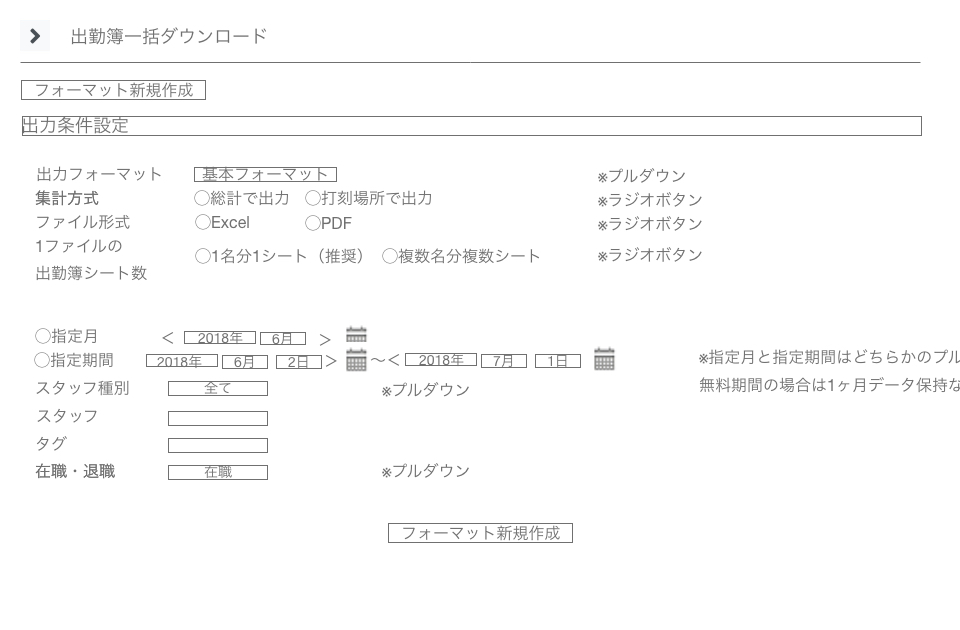 出勤簿一括ダウンロード
フォーマット新規作成
出力条件設定
出力フォーマット 基本フォーマット ※プルダウン
集計方式 ◯総計で出力 ◯打刻場所で出力 ※ラジオボタン
ファイル形式 ◯Excel ◯PDF ※ラジオボタン
1ファイルの
出勤簿シート数 ◯1名分1シート（推奨） ◯複数名分複数シート ※ラジオボタン
◯指定月 < 2018年 6月 >
◯指定期間 2018年 6月 2日 > 〜 < 2018年 7月 1日 ※指定月と指定期間はどちらかのプル
スタッフ種別 全て ※プルダウン 無料期間の場合は1ヶ月データ保持な
スタッフ
タグ
在職・退職 在職 ※プルダウン
フォーマット新規作成